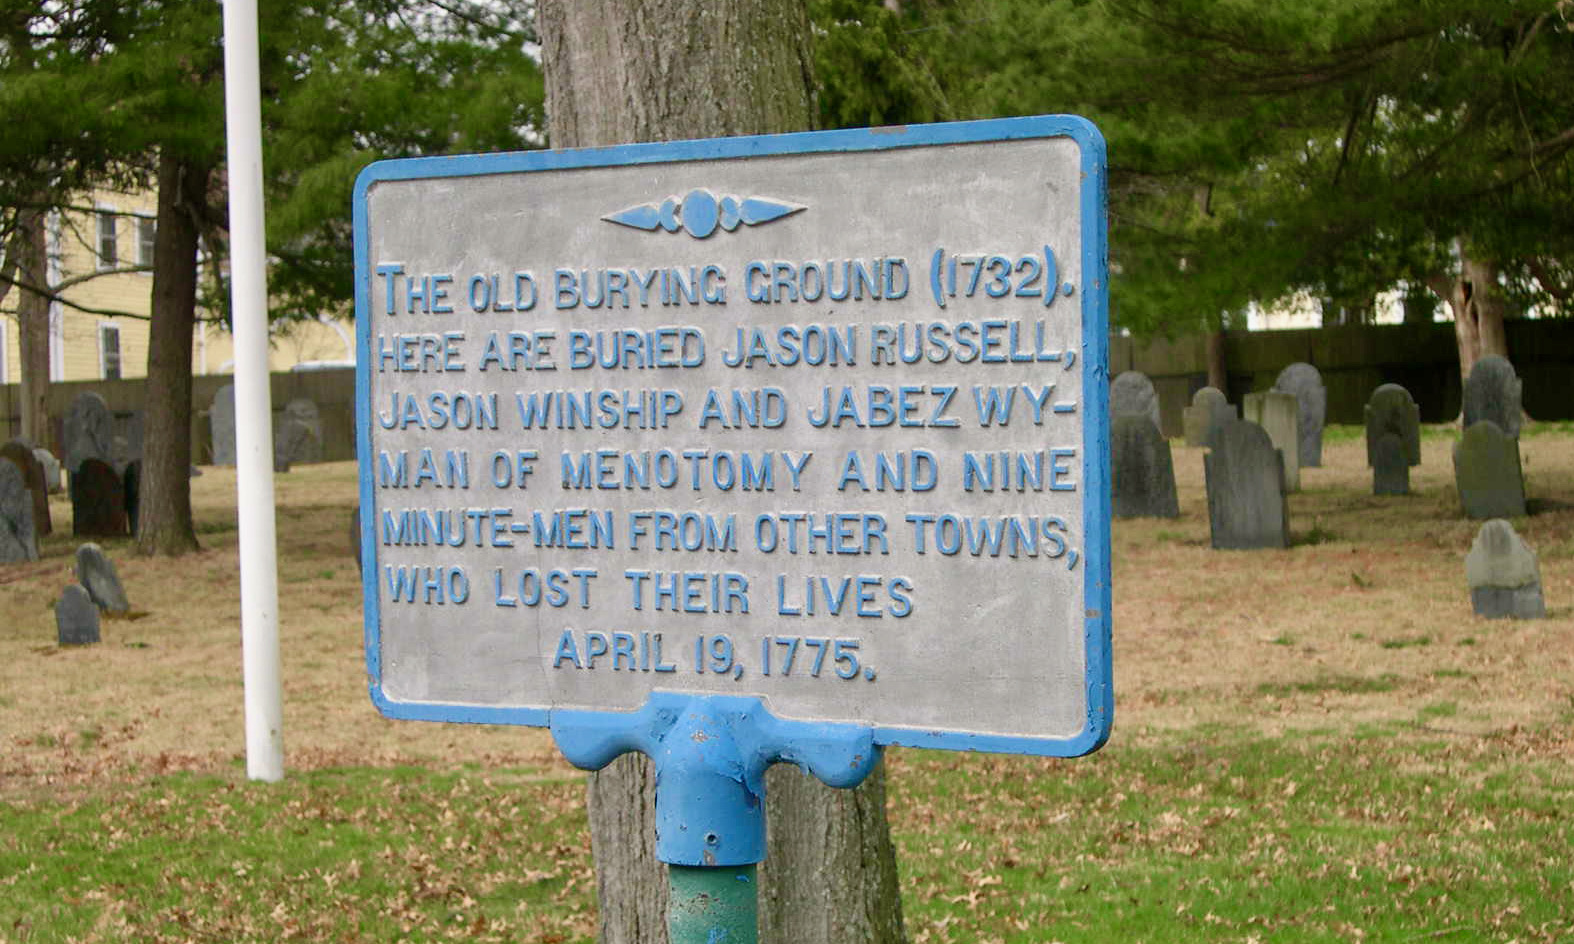 THE OLD BURYING GROUND (1732).
HERE ARE BURIED JASON RUSSELL,
JASON WINSHIP AND JABEZ WY-
MAN OF MENOTOMY AND NINE
MINUTE-MEN FROM OTHER TOWNS,
WHO LOST THEIR LIVES
APRIL 19, 1775.